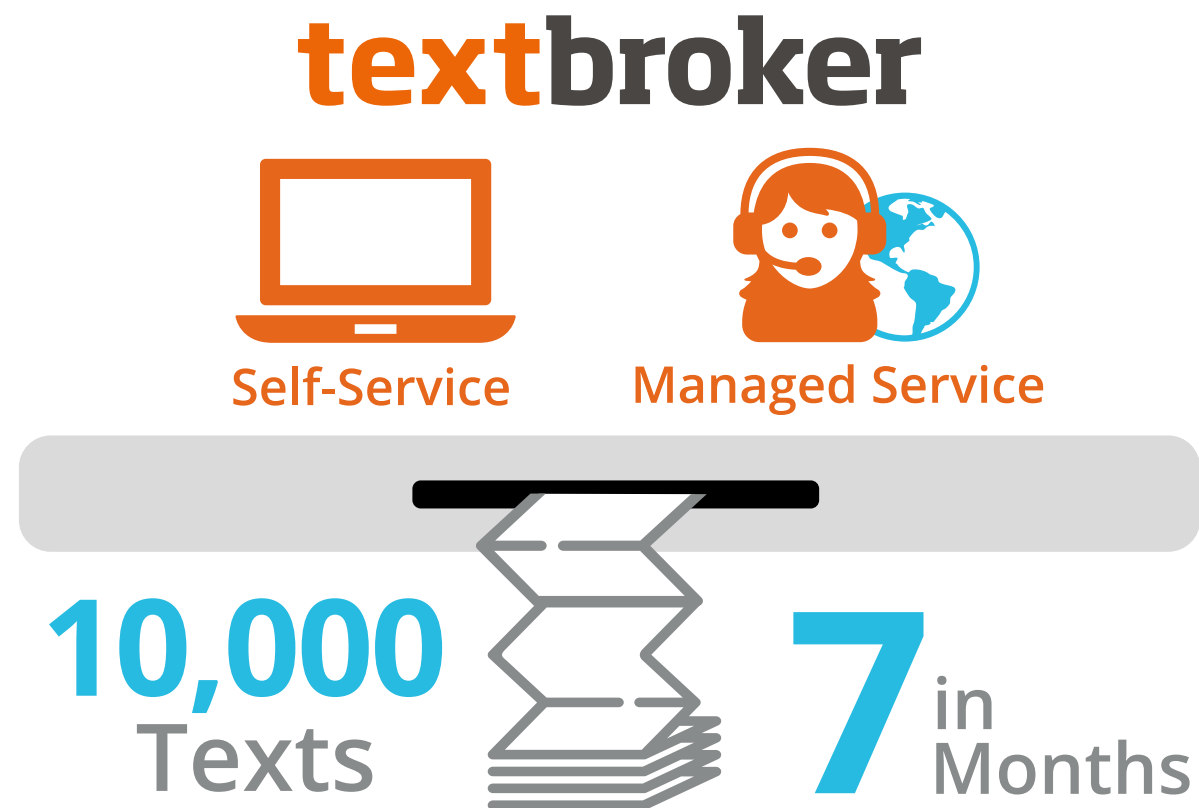 textbroker
Self-Service
Managed Service
10,000
Texts
7 in
Months